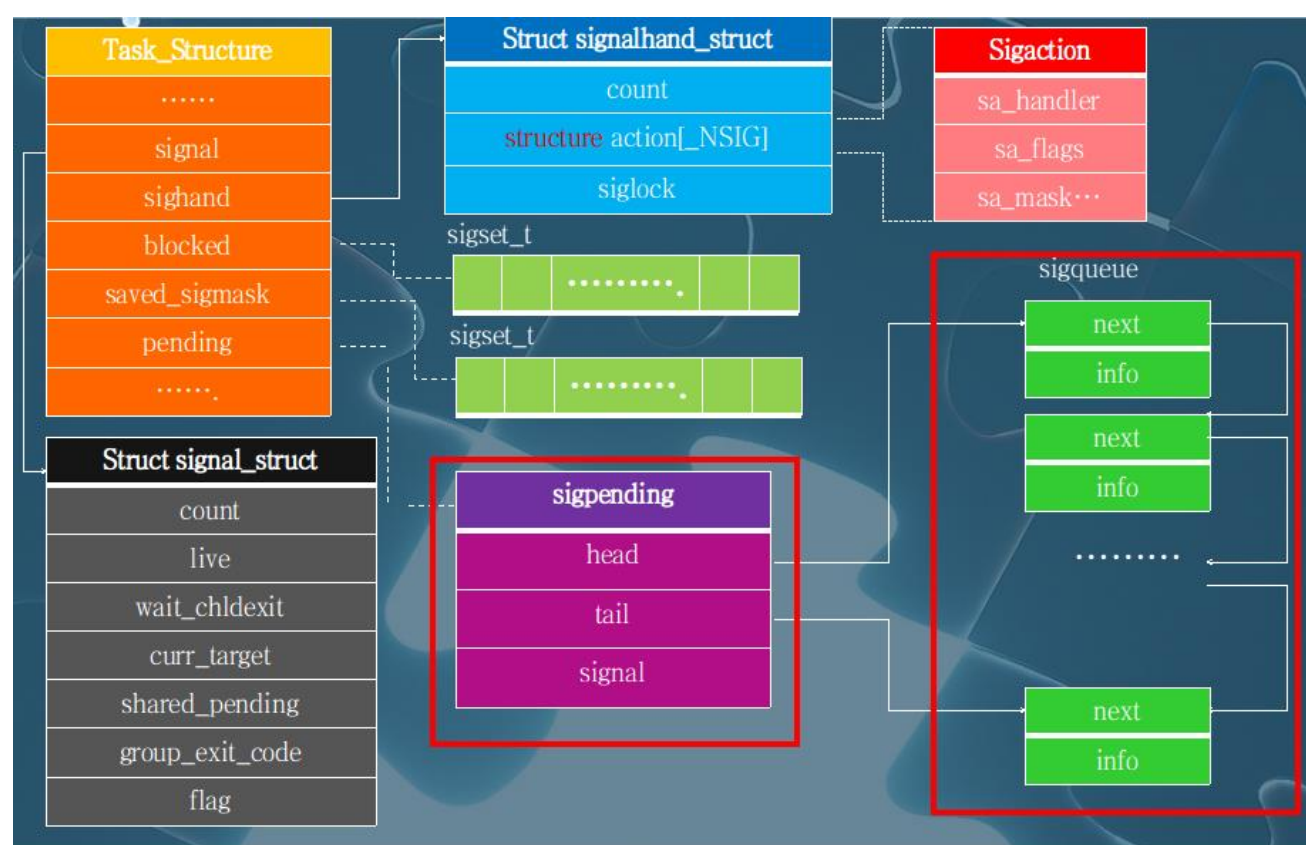 Task_Structure
······
signal
sighand
blocked
saved_sigmask
pending
······.
Struct signalhand_struct
count
structure action[_NSIG]
siglock
Sigaction
sa_handler
sa_flags
sa_mask···
sigset_t
·········.
sigset_t
·········.
Struct signal_struct
count
live
wait_chldexit
curr_target
shared_pending
group_exit_code
flag
sigpending
head
tail
signal
sigqueue
next
info
next
info
·········
next
info